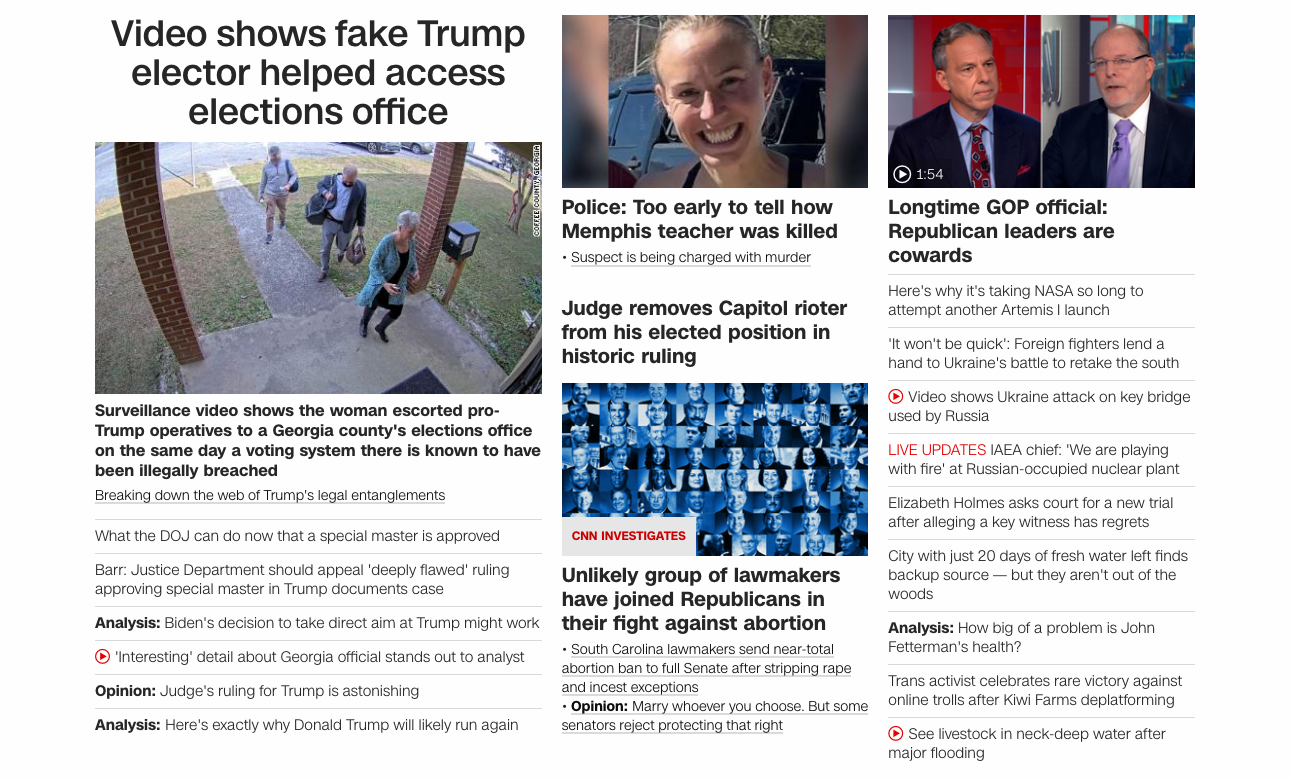 Video shows fake Trump
elector helped access
elections office
COFFEE COUNTY, GEORGIA
Surveillance video shows the woman escorted pro-
Trump operatives to a Georgia county's elections office
on the same day a voting system there is known to have
been illegally breached
Breaking down the web of Trump's legal entanglements
What the DOJ can do now that a special master is approved
Barr: Justice Department should appeal 'deeply flawed' ruling
approving special master in Trump documents case
Analysis: Biden's decision to take direct aim at Trump might work
'Interesting' detail about Georgia official stands out to analyst
Opinion: Judge's ruling for Trump is astonishing
Analysis: Here's exactly why Donald Trump will likely run again
Police: Too early to tell how
Memphis teacher was killed
• Suspect is being charged with murder
Judge removes Capitol rioter
from his elected position in
historic ruling
CNN INVESTIGATES
Unlikely group of lawmakers
have joined Republicans in
their fight against abortion
• South Carolina lawmakers send near-total
abortion ban to full Senate after stripping rape
and incest exceptions
• Opinion: Marry whoever you choose. But some
senators reject protecting that right
1:54
Longtime GOP official:
Republican leaders are
cowards
Here's why it's taking NASA so long to
attempt another Artemis I launch
'It won't be quick': Foreign fighters lend a
hand to Ukraine's battle to retake the south
Video shows Ukraine attack on key bridge
used by Russia
LIVE UPDATES IAEA chief: 'We are playing
with fire' at Russian-occupied nuclear plant
Elizabeth Holmes asks court for a new trial
after alleging a key witness has regrets
City with just 20 days of fresh water left finds
backup source — but they aren't out of the
woods
Analysis: How big of a problem is John
Fetterman's health?
Trans activist celebrates rare victory against
online trolls after Kiwi Farms deplatforming
See livestock in neck-deep water after
major flooding